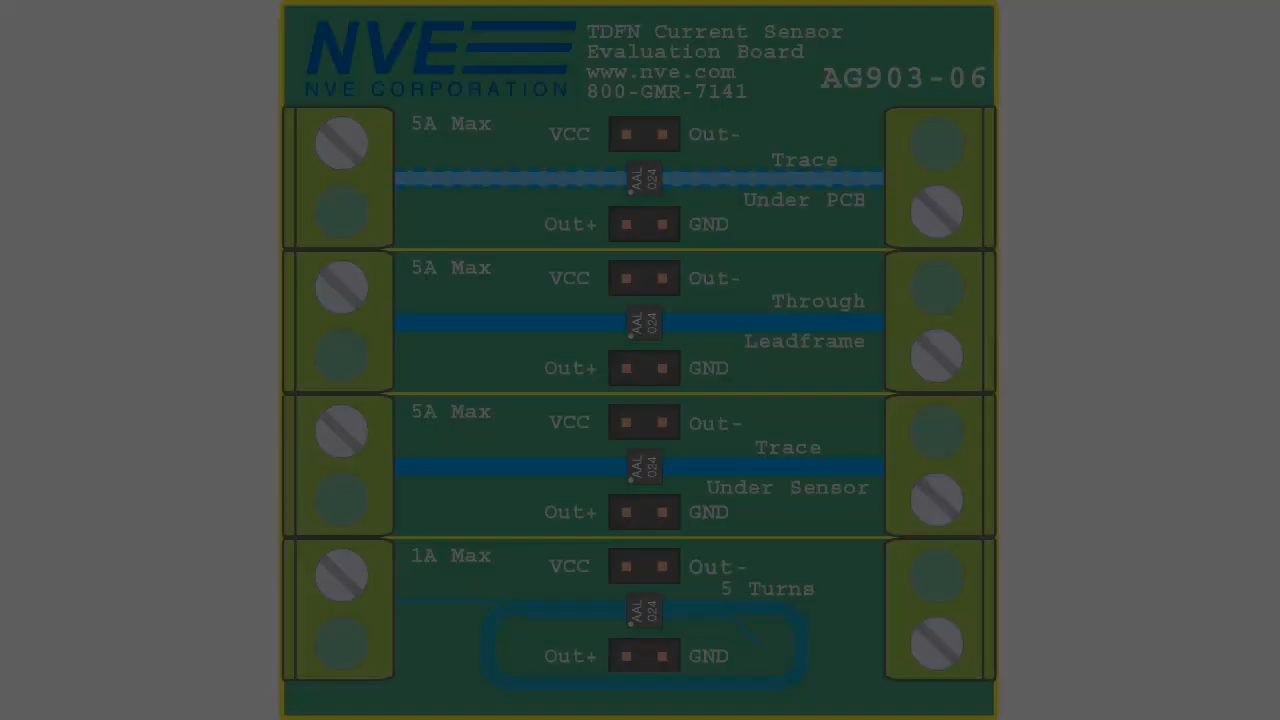 NVE
NVE CORPORATION
TDFN Current Sensor
Evaluation Board
www.nve.com
800-GMR-7141
AG903-06
5A Max
VCC
Out-
Trace
AAL
024
Under PCB
Out+
GND
5A Max
VCC
Out-
Through
AAL
024
Leadframe
Out+
GND
5A Max
VCC
Out-
Trace
AAL
024
Under Sensor
Out+
GND
1A Max
VCC
Out-
5 Turns
AAL
024
Out+
GND